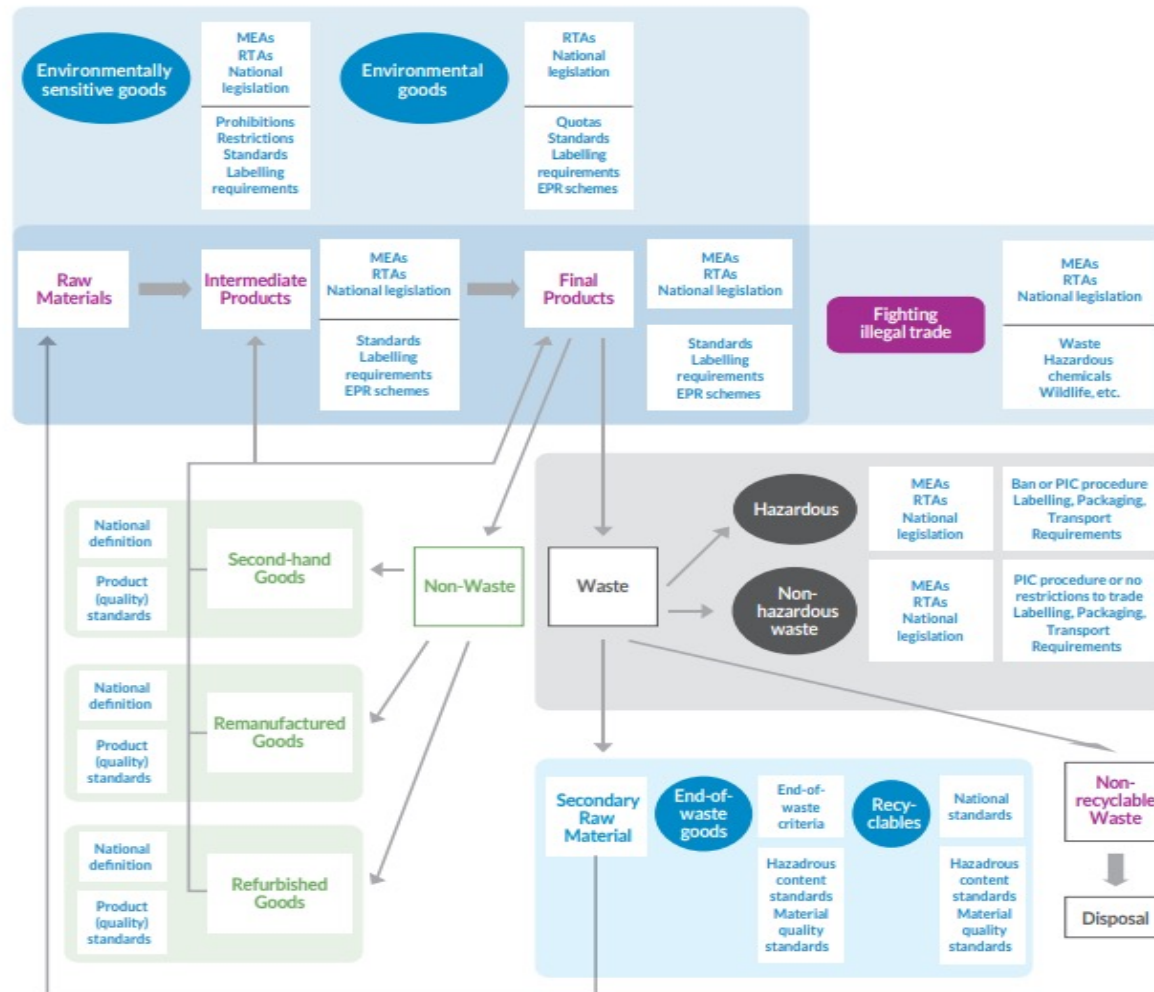 Environmentally
sensitive goods
MEAs
RTAs
National
legislation
Prohibitions
Restrictions
Standards
Labelling
requirements
Environmental
goods
RTAs
National
legislation
Quotas
Standards
Labelling
requirements
EPR schemes
Raw
Materials
Intermediate
Products
MEAs
RTAs
National legislation
Standards
Labelling
requirements
EPR schemes
Final
Products
MEAs
RTAs
National legislation
Standards
Labelling
requirements
EPR schemes
Fighting
illegal trade
MEAs
RTAs
National legislation
Waste
Hazardous
chemicals
Wildlife, etc.
National
definition
Product
(quality)
standards
Second-hand
Goods
Non-Waste
Waste
Hazardous
MEAs
RTAs
National
legislation
Ban or PIC procedure
Labelling, Packaging,
Transport
Requirements
Non-
hazardous
waste
MEAs
RTAs
National
legislation
PIC procedure or no
restrictions to trade
Labelling, Packaging,
Transport
Requirements
National
definition
Product
(quality)
standards
Remanufactured
Goods
National
definition
Product
(quality)
standards
Refurbished
Goods
Secondary
Raw
Material
End-of-
waste
goods
End-of-
waste
criteria
Hazadrous
content
standards
Material
quality
standards
Recy-
clables
National
standards
Hazadrous
content
standards
Material
quality
standards
Non-
recyclable
Waste
Disposal